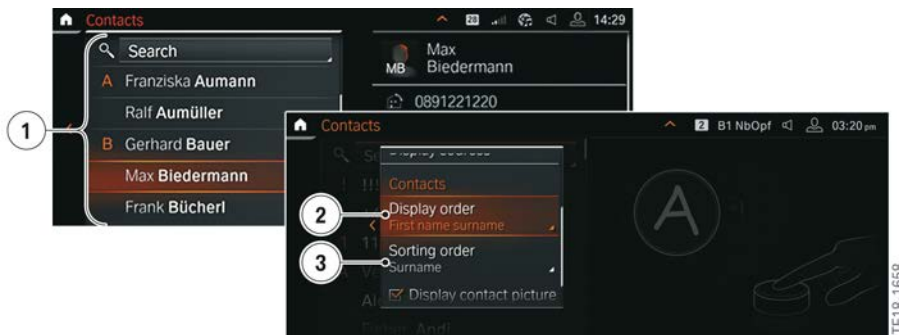 Contacts 28 14:29
Search
A Franziska Aumann
Ralf Aumüller
B Gerhard Bauer
Max Biedermann
Frank Bücherl
MB Max
Biedermann
0891221220
1
Contacts 2 B1 NbOpf 03:20 pm
Contacts
2
Display order
First name surname
3
Sorting order
Surname
Display contact picture
A